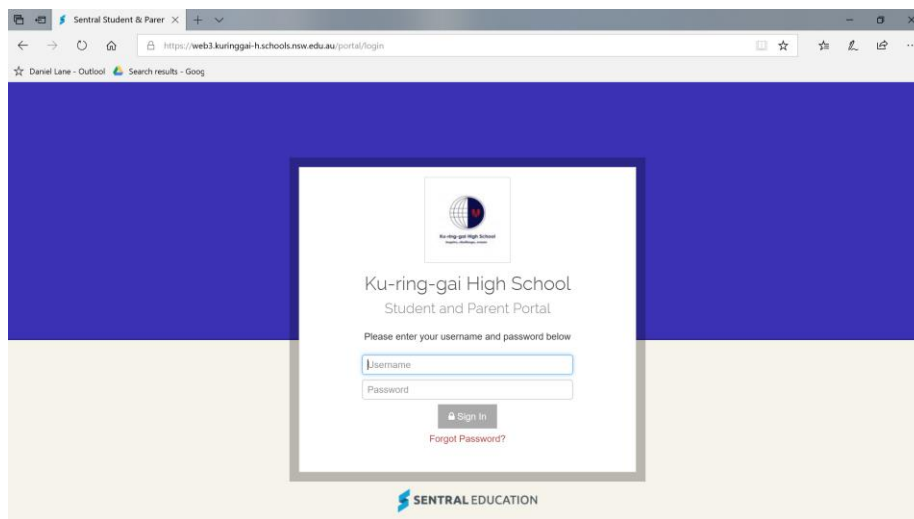 Sentral Student & Parer
https://web3.kuringgai-h.schools.nsw.edu.au/portal/login
Daniel Lane - Outlool
Search results - Goog
Ku-ring-gai High School
Ku-ring-gai High School
Student and Parent Portal
Please enter your username and password below
Username
Password
Sign In
Forgot Password?
SENTRAL EDUCATION